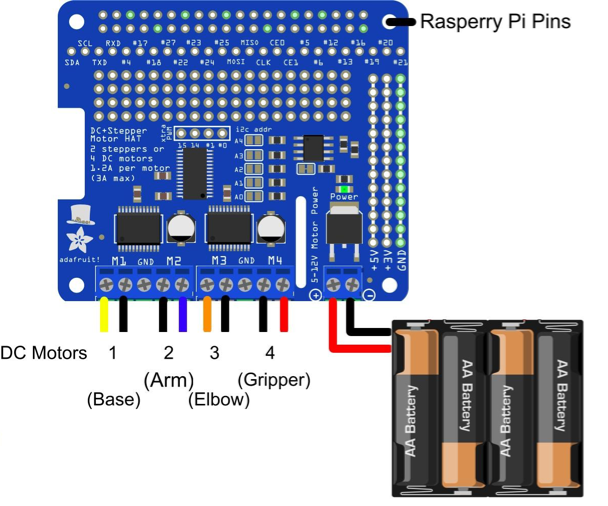 Rasperry Pi Pins
SCL RXD #17 #23 #25 MISO CE0 #5 #12 #16 #20
#27
SDA TXD #4 #18 #22 #24 MOSI CLK CE1 #6 #13 #19 #21
DC+Stepper
Motor HAT
2 steppers or
4 DC motors
1.2A per motor
(3A max)
xtra
PWM
15 14 #1 #0
i2c addr
A4
A3
A2
A1
A0
Power
5-12V Motor Power
+5V
+3V
GND
adafruit!
M1 GND M2 M3 GND M4
+ -
DC Motors 1 2 3 4
(Arm) (Gripper)
(Base) (Elbow)
AA Battery
AA Battery
AA Battery
AA Battery